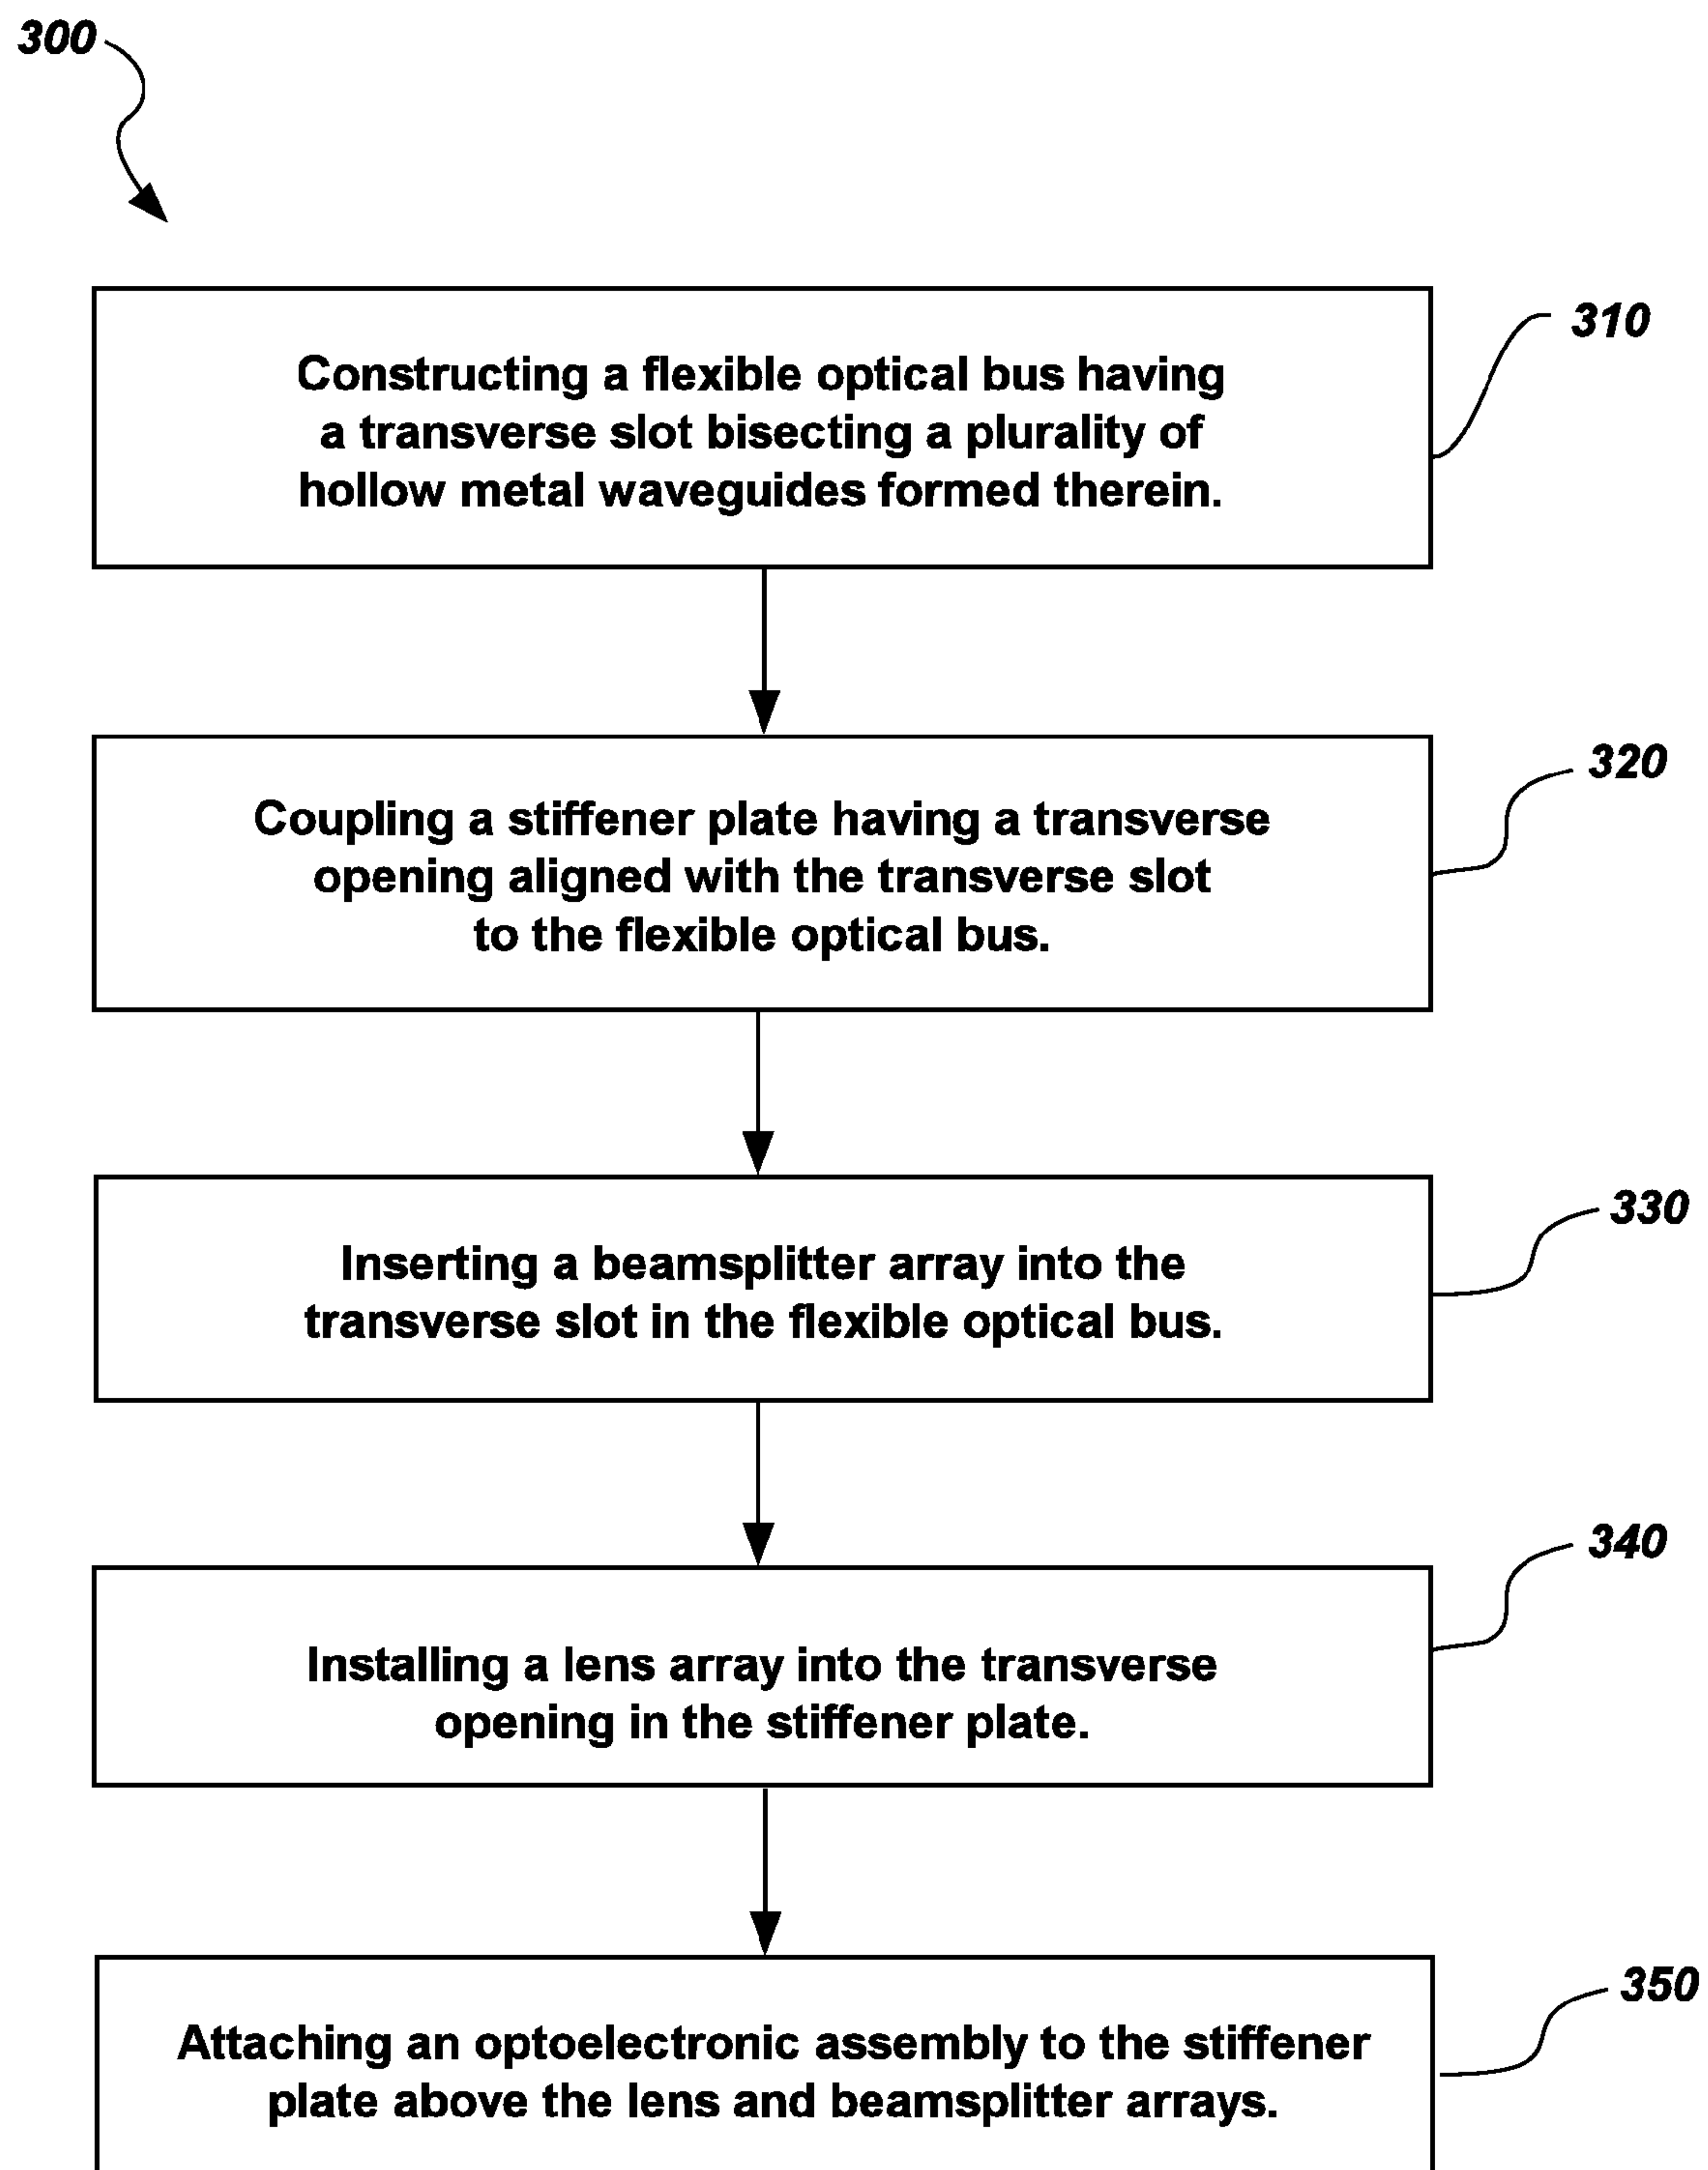 300
310
Constructing a flexible optical bus having
a transverse slot bisecting a plurality of
hollow metal waveguides formed therein.
320
Coupling a stiffener plate having a transverse
opening aligned with the transverse slot
to the flexible optical bus.
330
Inserting a beamsplitter array into the
transverse slot in the flexible optical bus.
340
Installing a lens array into the transverse
opening in the stiffener plate.
350
Attaching an optoelectronic assembly to the stiffener
plate above the lens and beamsplitter arrays.